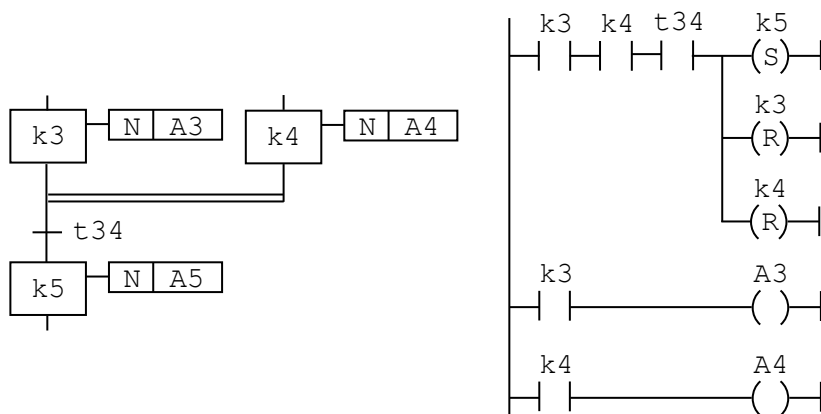 k3 N A3
k4 N A4
t34
k5 N A5
k3 k4 t34 k5
S
k3
R
k4
R
k3 A3
k4 A4